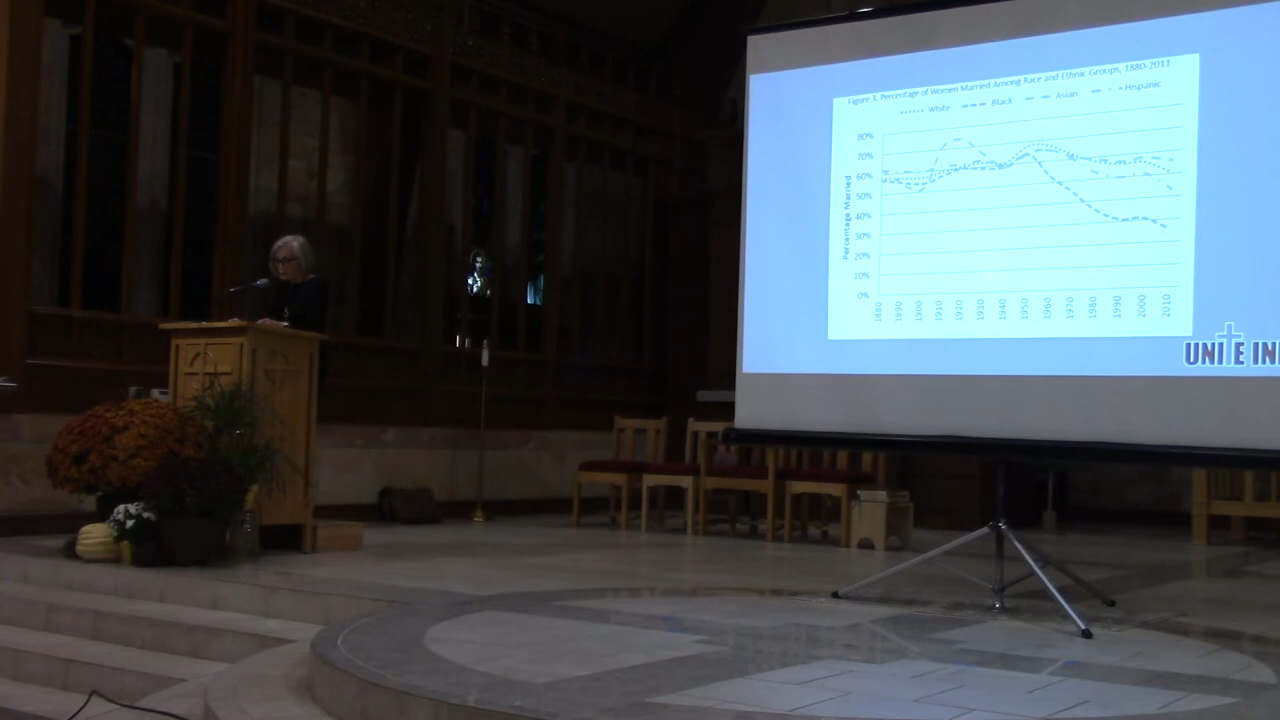 Figure 3. Percentage of Women Married Among Race and Ethnic Groups, 1880-2011
White Black Asian Hispanic
80%
70%
60%
50%
40%
30%
20%
10%
0%
Percentage Married
1880 1890 1900 1910 1920 1930 1940 1950 1960 1970 1980 1990 2000 2010
UNITE IN